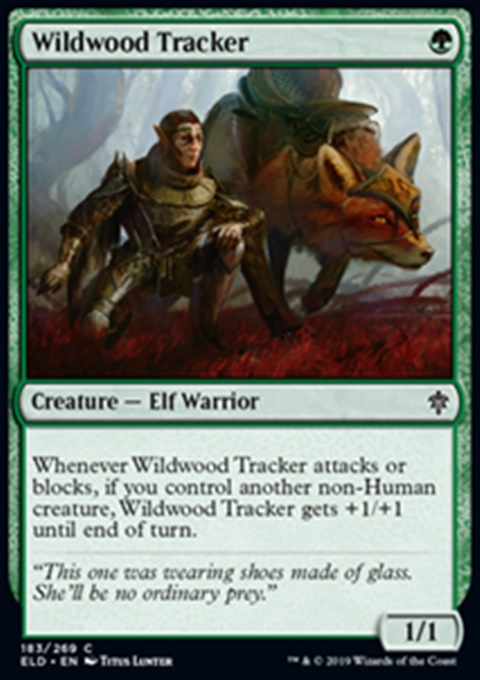 Wildwood Tracker
Creature — Elf Warrior
Whenever Wildwood Tracker attacks or
blocks, if you control another non-Human
creature, Wildwood Tracker gets +1/+1
until end of turn.
“This one was wearing shoes made of glass.
She’ll be no ordinary prey.”
1/1
183/269 C
ELD • EN Titus Lunter
™ & © 2019 Wizards of the Coast